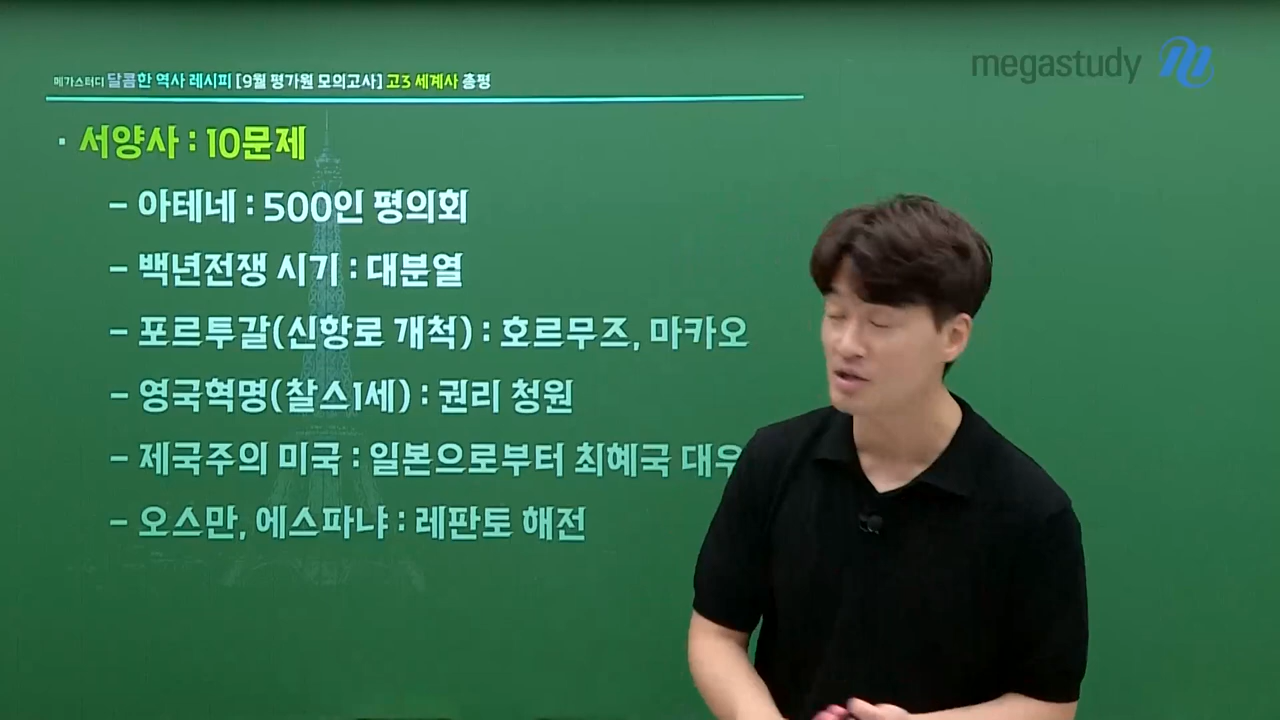 메가스터디 달콤한 역사 레시피 [9월 평가원 모의고사] 고3 세계사 총평
megastudy
· 서양사 : 10문제
– 아테네 : 500인 평의회
– 백년전쟁 시기 : 대분열
– 포르투갈(신항로 개척) : 호르무즈, 마카오
– 영국혁명(찰스1세) : 권리 청원
– 제국주의 미국 : 일본으로부터 최혜국 대우
– 오스만, 에스파냐 : 레판토 해전